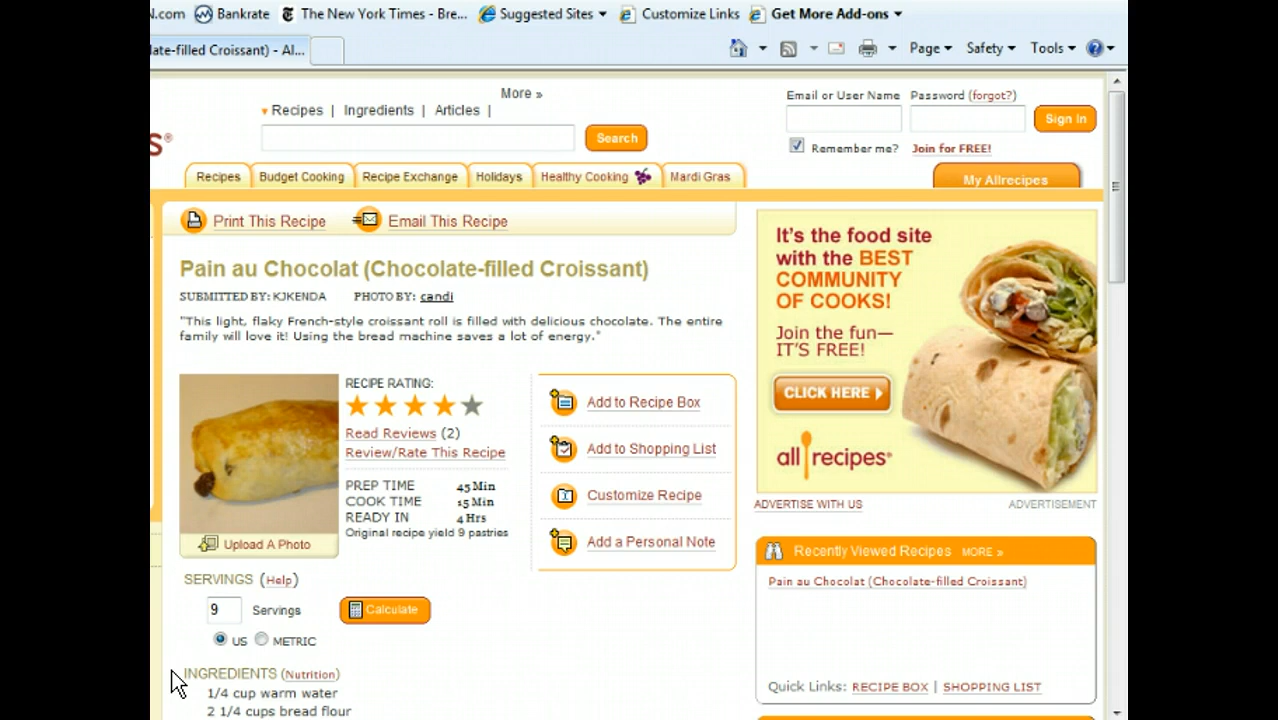 .com Bankrate The New York Times - Bre... Suggested Sites Customize Links Get More Add-ons
late-filled Croissant) - Al... Page Safety Tools
More »
Recipes | Ingredients | Articles |
Search
Email or User Name Password (forgot?)
Sign In
Remember me? Join for FREE!
s®
Recipes Budget Cooking Recipe Exchange Holidays Healthy Cooking Mardi Gras My Allrecipes
Print This Recipe Email This Recipe
Pain au Chocolat (Chocolate-filled Croissant)
SUBMITTED BY: KJKENDA PHOTO BY: candi
"This light, flaky French-style croissant roll is filled with delicious chocolate. The entire
family will love it! Using the bread machine saves a lot of energy."
RECIPE RATING:
Read Reviews (2)
Review/Rate This Recipe
PREP TIME 45 Min
COOK TIME 15 Min
READY IN 4 Hrs
Original recipe yield 9 pastries
Upload A Photo
Add to Recipe Box
Add to Shopping List
Customize Recipe
Add a Personal Note
SERVINGS (Help)
9 Servings Calculate
US METRIC
INGREDIENTS (Nutrition)
1/4 cup warm water
2 1/4 cups bread flour
It's the food site
with the BEST
COMMUNITY
OF COOKS!
Join the fun—
IT'S FREE!
CLICK HERE
all recipes®
ADVERTISE WITH US ADVERTISEMENT
Recently Viewed Recipes MORE »
Pain au Chocolat (Chocolate-filled Croissant)
Quick Links: RECIPE BOX | SHOPPING LIST